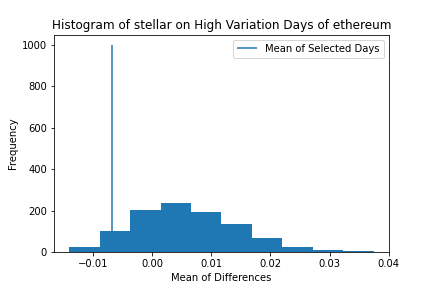 Histogram of stellar on High Variation Days of ethereum
Mean of Selected Days
Frequency
1000
800
600
400
200
0
−0.01 0.00 0.01 0.02 0.03 0.04
Mean of Differences